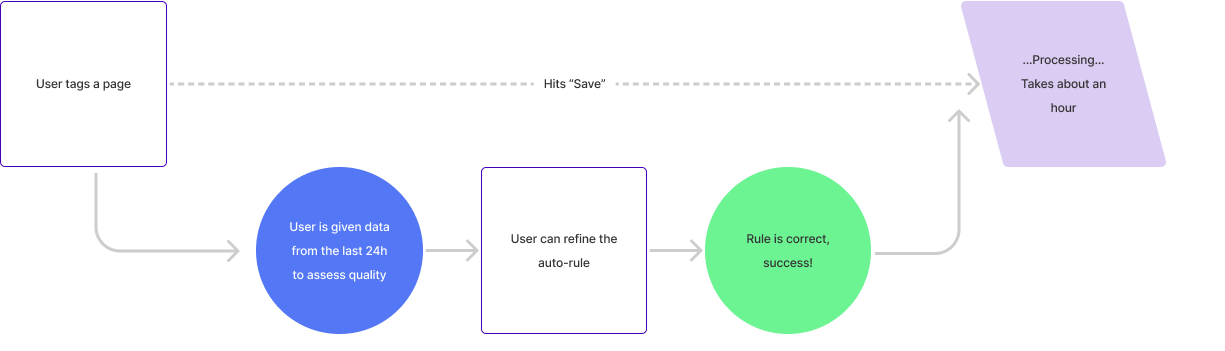 User tags a page
Hits “Save”
...Processing...
Takes about an
hour
User is given data
from the last 24h
to assess quality
User can refine the
auto-rule
Rule is correct,
success!